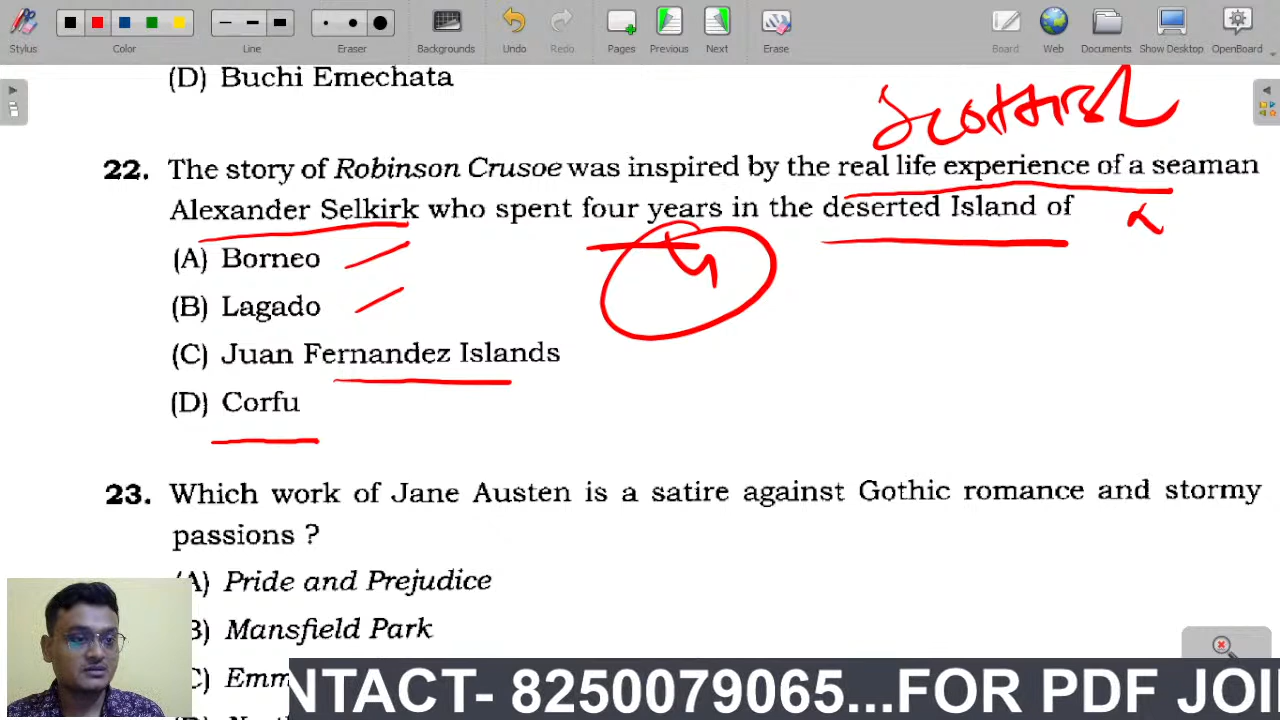 Stylus
Color
Line
Eraser
Backgrounds
Undo
Redo
Pages
Previous
Next
Erase
Board
Web
Documents
Show Desktop
OpenBoard
(D) Buchi Emechata
Scottish
22. The story of Robinson Crusoe was inspired by the real life experience of a seaman
Alexander Selkirk who spent four years in the deserted Island of
4
(A) Borneo
(B) Lagado
(C) Juan Fernandez Islands
(D) Corfu
23. Which work of Jane Austen is a satire against Gothic romance and stormy
passions ?
(A) Pride and Prejudice
B) Mansfield Park
C) Emm
NTACT- 8250079065...FOR PDF JOI